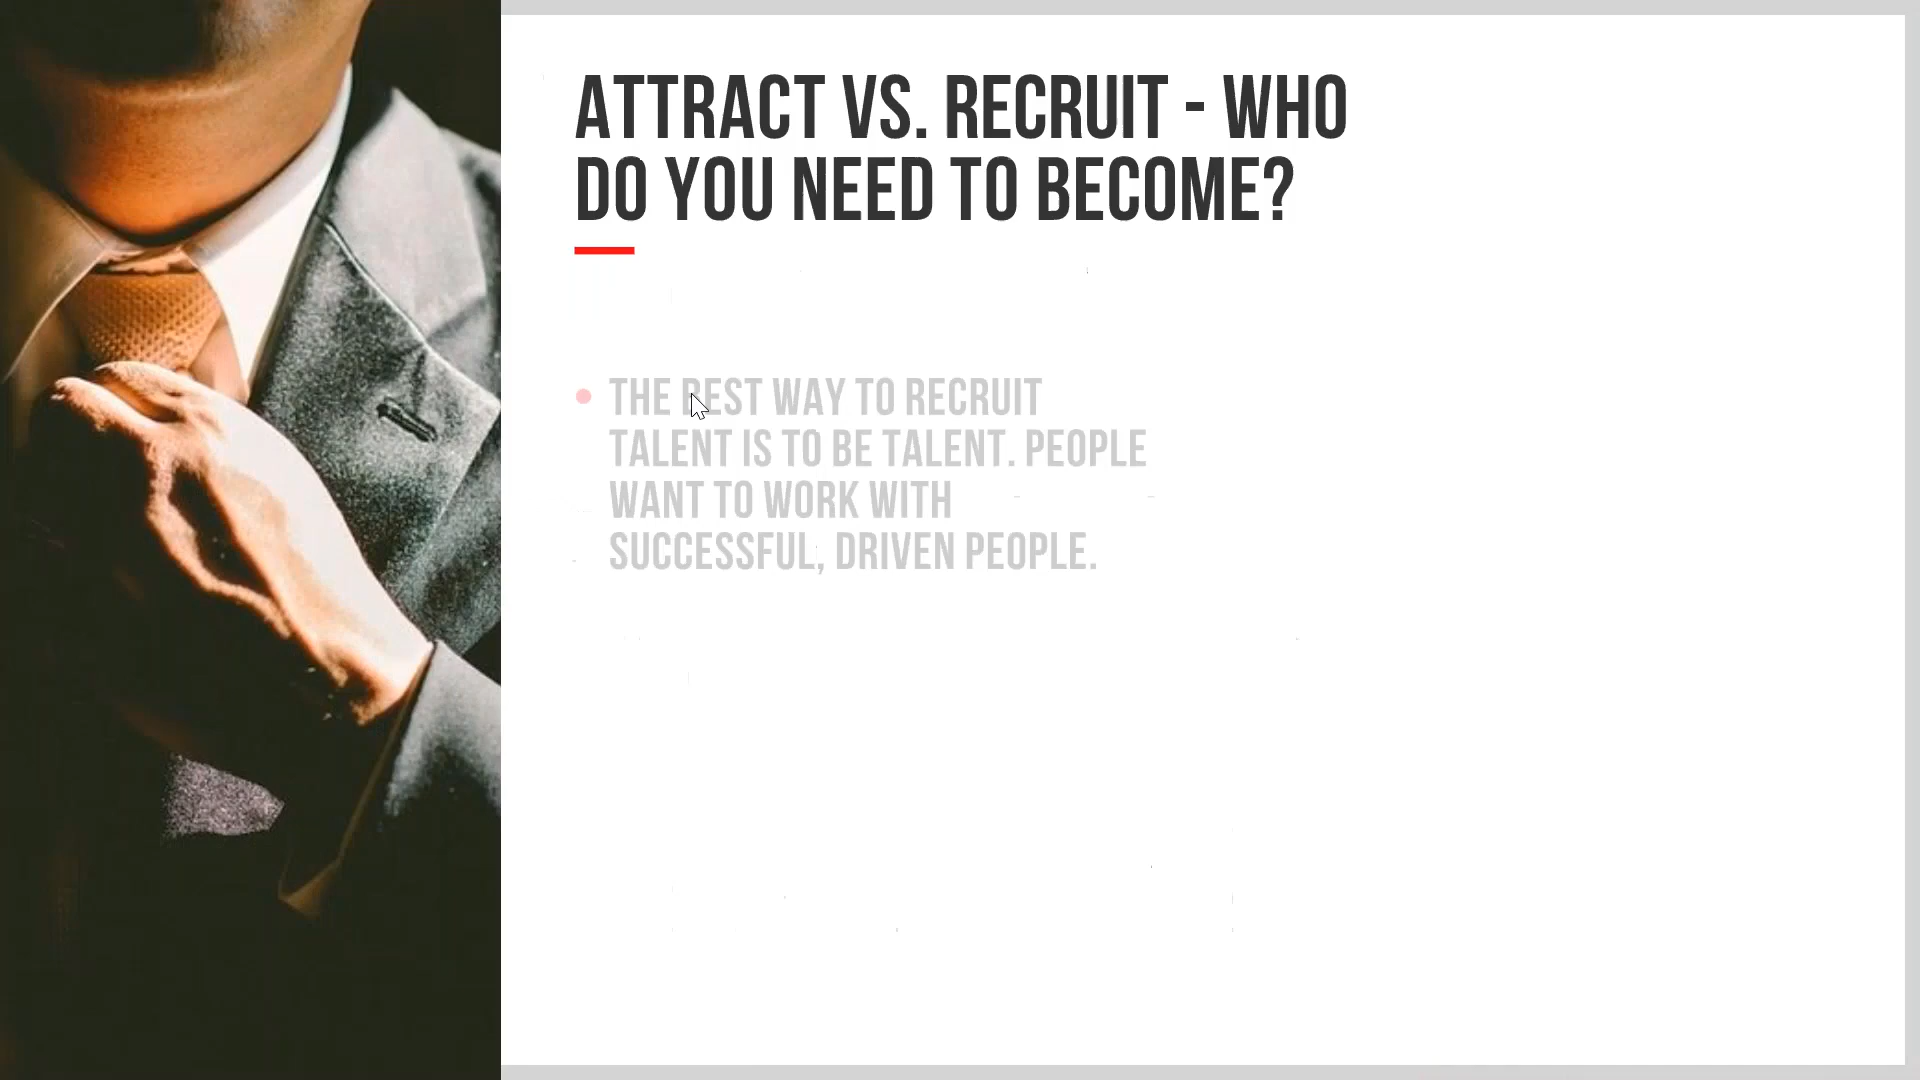 ATTRACT VS. RECRUIT - WHO
DO YOU NEED TO BECOME?
THE BEST WAY TO RECRUIT
TALENT IS TO BE TALENT. PEOPLE
WANT TO WORK WITH
SUCCESSFUL, DRIVEN PEOPLE.